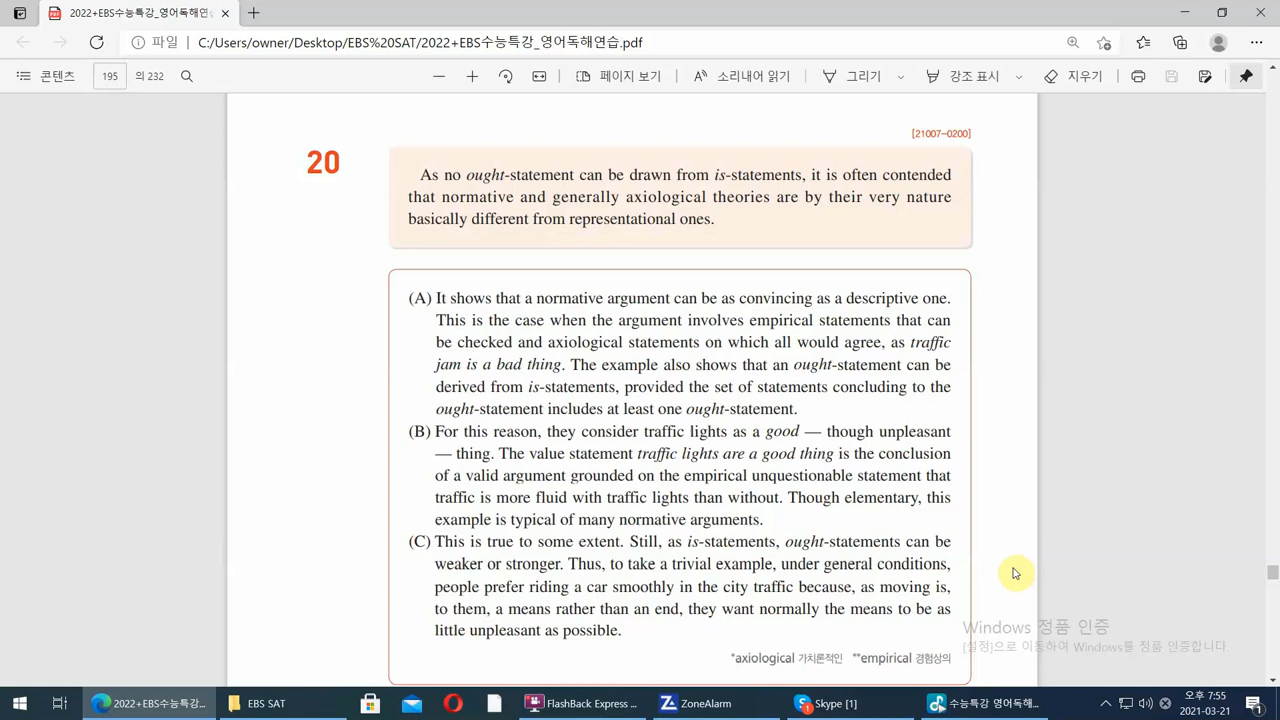 2022+EBS수능특강_영어독해연습
파일
C:/Users/owner/Desktop/EBS%20SAT/2022+EBS수능특강_영어독해연습.pdf
콘텐츠
195
의 232
페이지 보기
소리내어 읽기
그리기
강조 표시
지우기
[21007-0200]
20
As no ought-statement can be drawn from is-statements, it is often contended
that normative and generally axiological theories are by their very nature
basically different from representational ones.
(A) It shows that a normative argument can be as convincing as a descriptive one.
This is the case when the argument involves empirical statements that can
be checked and axiological statements on which all would agree, as traffic
jam is a bad thing. The example also shows that an ought-statement can be
derived from is-statements, provided the set of statements concluding to the
ought-statement includes at least one ought-statement.
(B) For this reason, they consider traffic lights as a good — though unpleasant
— thing. The value statement traffic lights are a good thing is the conclusion
of a valid argument grounded on the empirical unquestionable statement that
traffic is more fluid with traffic lights than without. Though elementary, this
example is typical of many normative arguments.
(C) This is true to some extent. Still, as is-statements, ought-statements can be
weaker or stronger. Thus, to take a trivial example, under general conditions,
people prefer riding a car smoothly in the city traffic because, as moving is,
to them, a means rather than an end, they want normally the means to be as
little unpleasant as possible.
*axiological 가치론적인 **empirical 경험상의
Windows 정품 인증
[설정]으로 이동하여 Windows를 정품 인증합니다.
2022+EBS수능특강_...
EBS SAT
FlashBack Express ...
ZoneAlarm
Skype [1]
수능특강 영어독해...
오후 7:55
2021-03-21